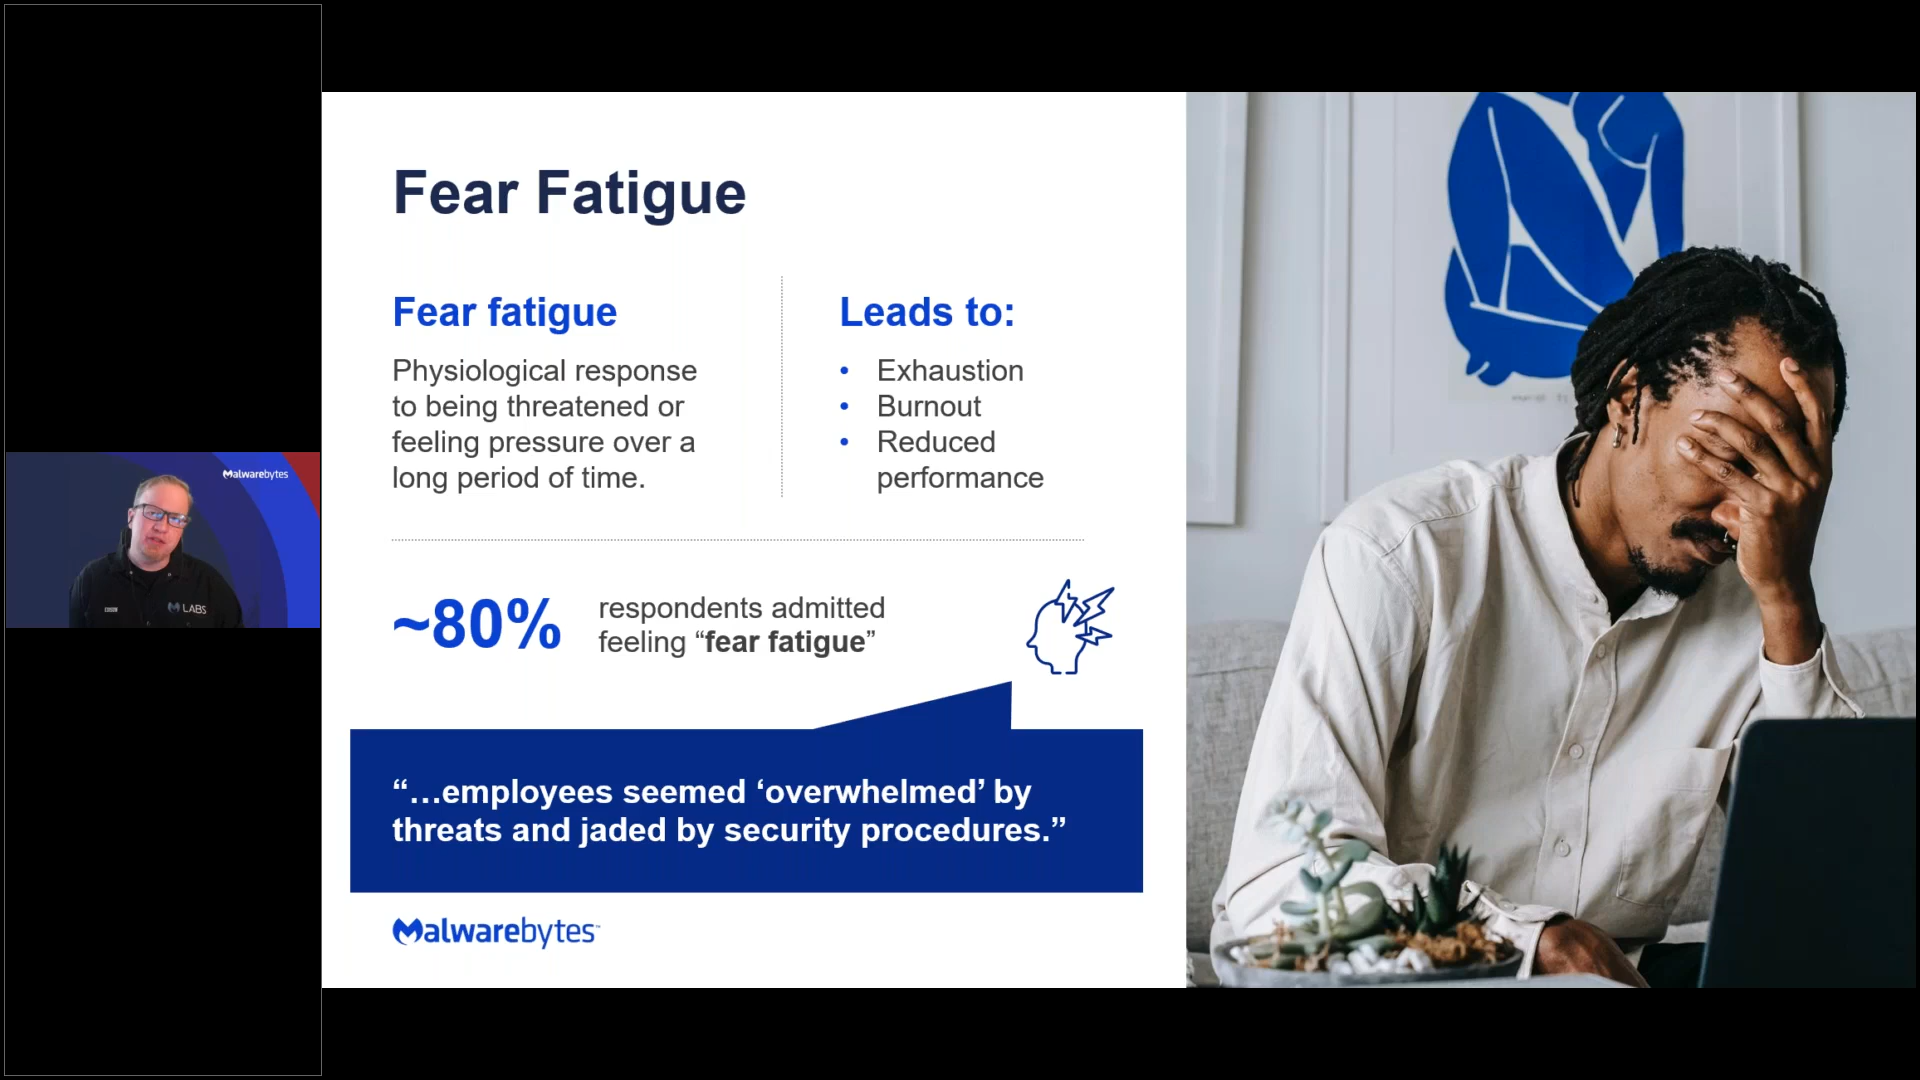 Malwarebytes
LABS
Fear Fatigue
Fear fatigue
Physiological response
to being threatened or
feeling pressure over a
long period of time.
Leads to:
• Exhaustion
• Burnout
• Reduced
performance
~80%
respondents admitted
feeling “fear fatigue”
“…employees seemed ‘overwhelmed’ by
threats and jaded by security procedures.”
Malwarebytes